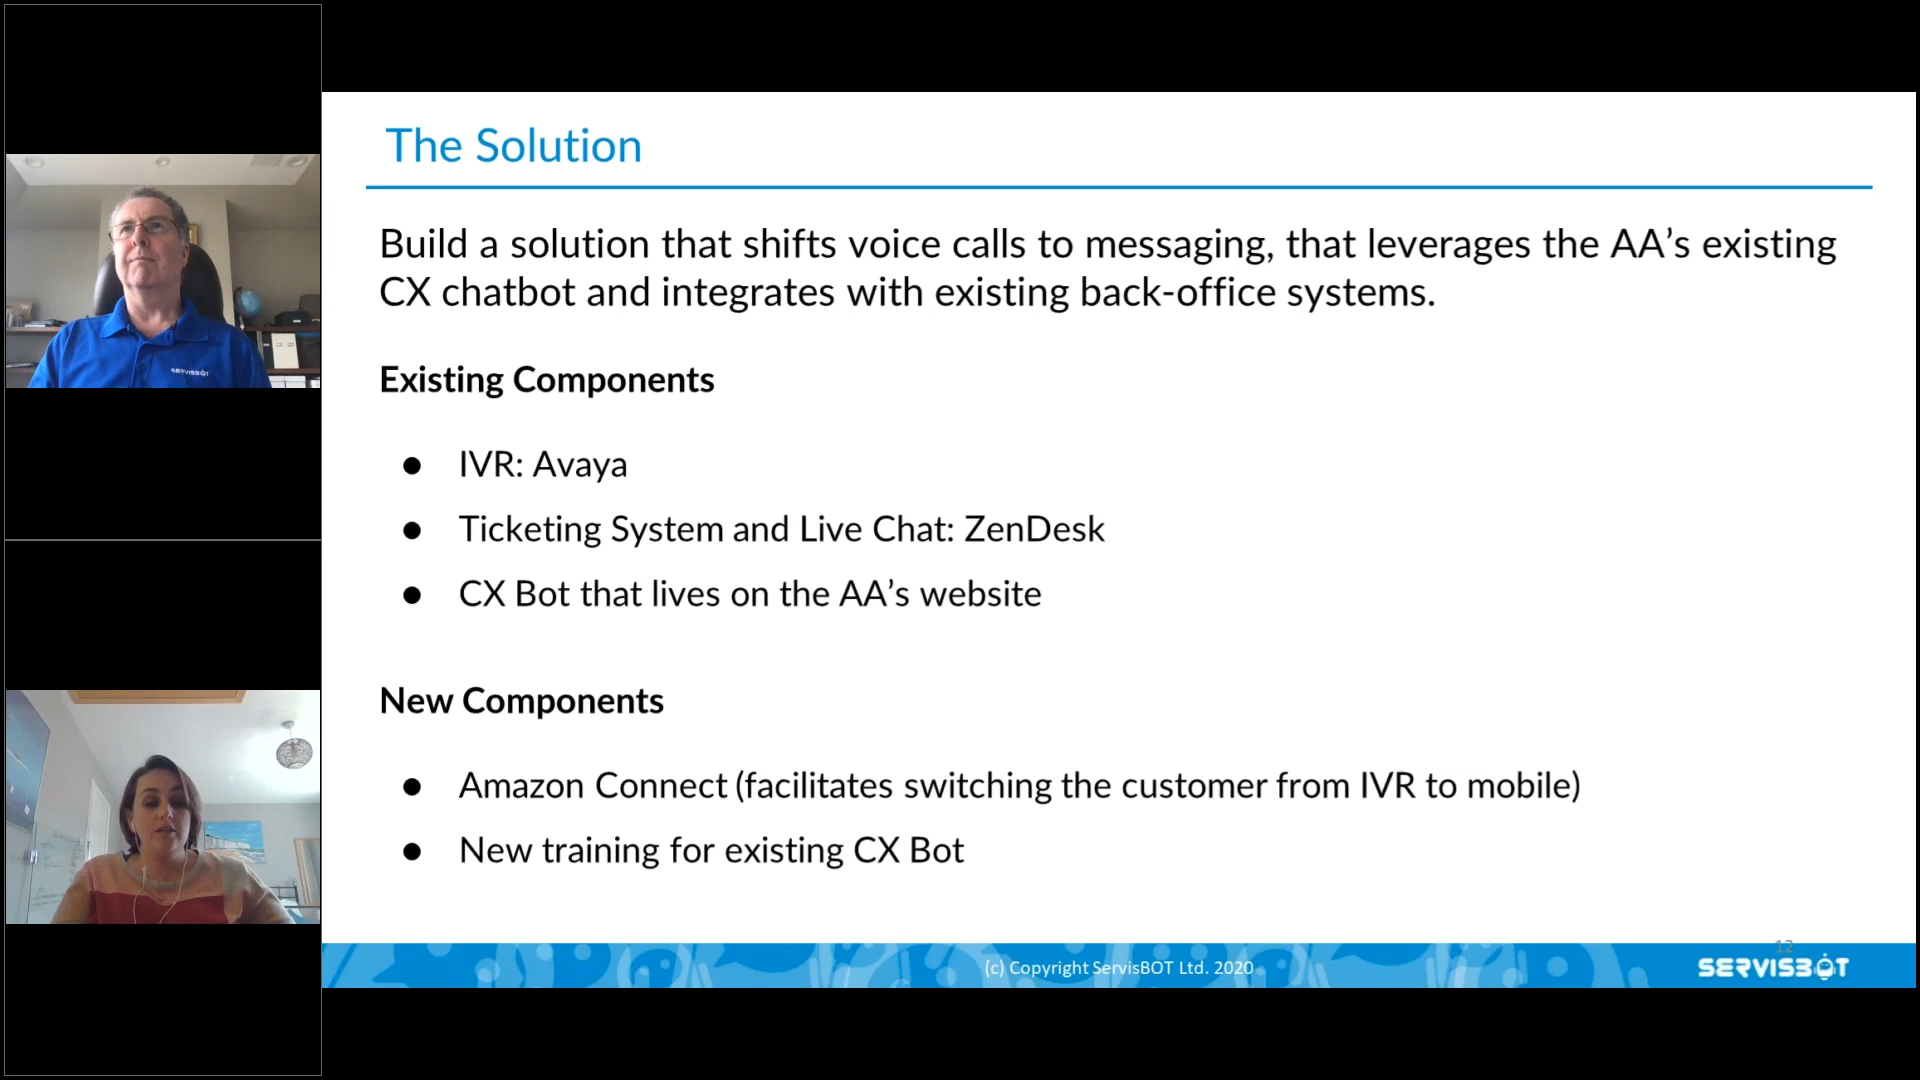 The Solution
Build a solution that shifts voice calls to messaging, that leverages the AA’s existing
CX chatbot and integrates with existing back-office systems.
Existing Components
● IVR: Avaya
● Ticketing System and Live Chat: ZenDesk
● CX Bot that lives on the AA’s website
New Components
● Amazon Connect (facilitates switching the customer from IVR to mobile)
● New training for existing CX Bot
12
(c) Copyright ServisBOT Ltd. 2020
SERVISBOT
SERVISBOT